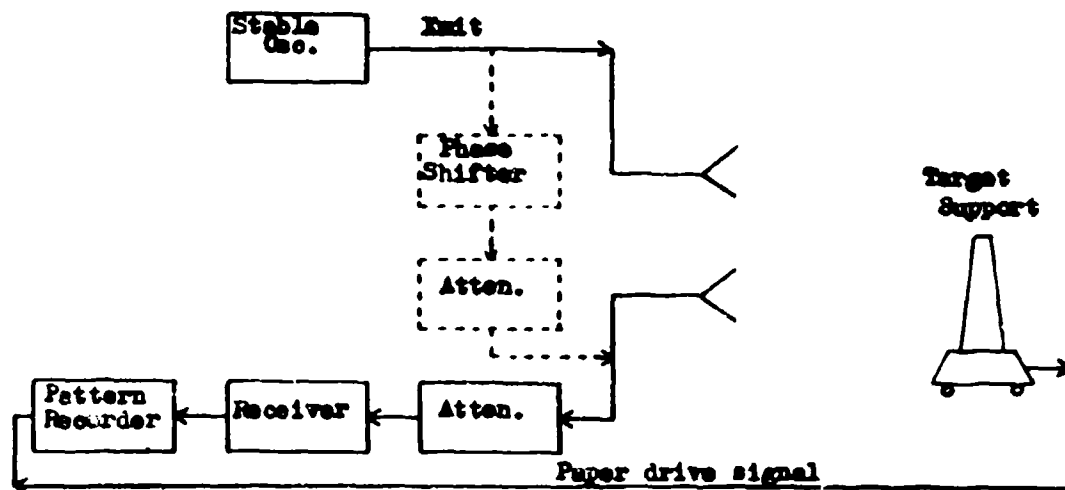 Stable
Osc.
Xmit
Phase
Shifter
Target
Support
Atten.
Pattern
Recorder
Receiver
Atten.
Paper drive signal